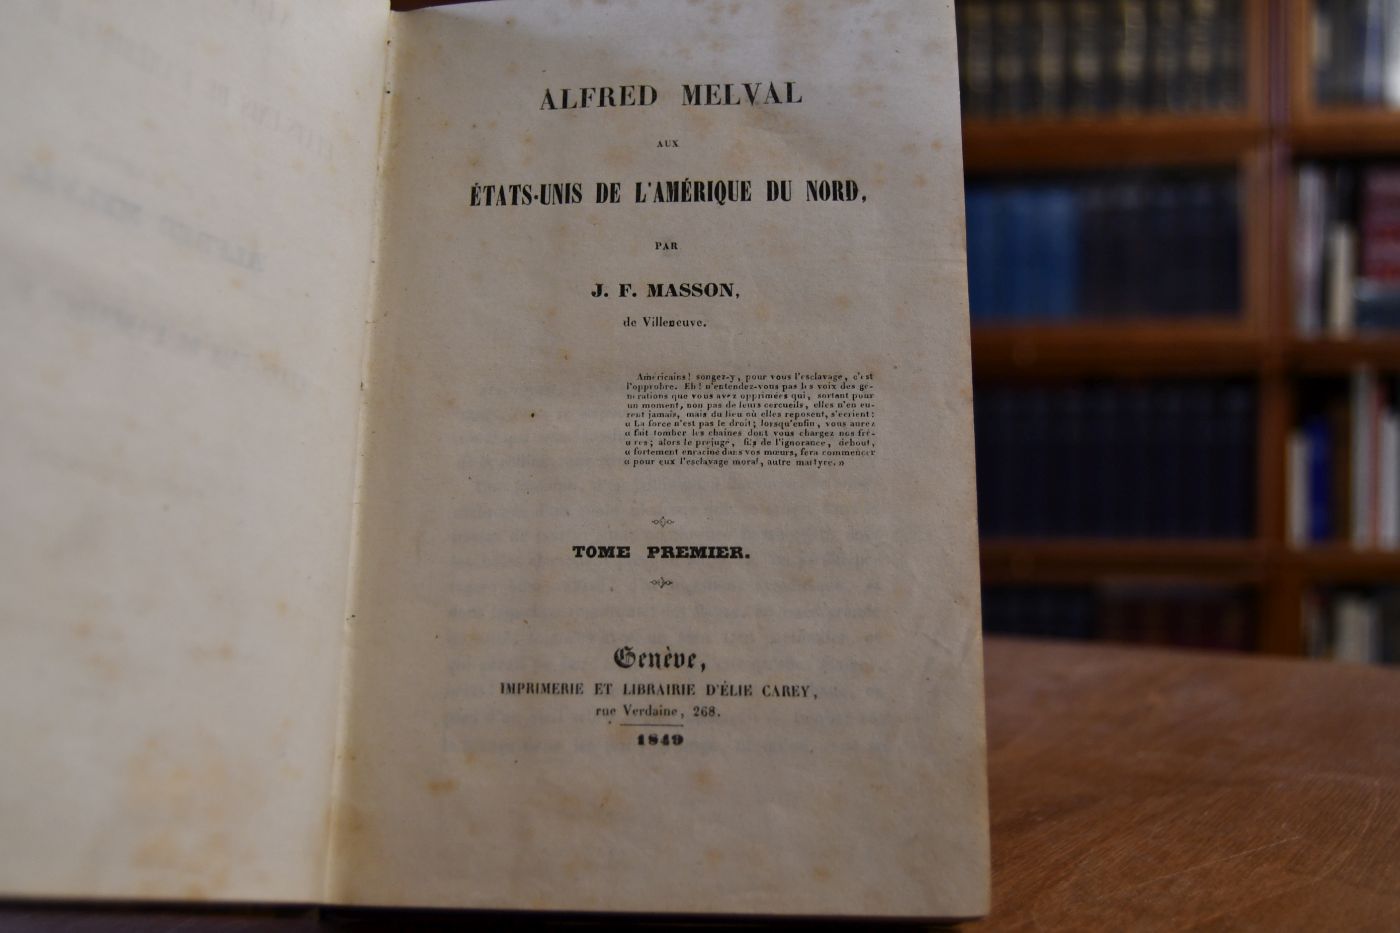 ALFRED MELVAL
AUX
ÉTATS-UNIS DE L'AMÉRIQUE DU NORD,
PAR
J. F. MASSON,
de Villeneuve.
Américains! songez-y, pour vous l'esclavage, c'est
l'opprobre. Eh! n'entendez-vous pas les voix des gé-
nérations que vous avez opprimées qui, sortant pour
un moment, non pas de leurs cercueils, elles n'en eu-
rent jamais, mais du lieu où elles reposent, s'écrient:
« La force n'est pas le droit; lorsqu'enfin, vous aurez
« fait tomber les chaînes dont vous chargez nos frè-
« res; alors le préjugé, fils de l'ignorance, debout,
« fortement enraciné dans vos mœurs, fera commencer
« pour eux l'esclavage moral, autre martyre. »
TOME PREMIER.
Genève,
IMPRIMERIE ET LIBRAIRIE D'ÉLIE CAREY,
rue Verdaine, 268.
1849